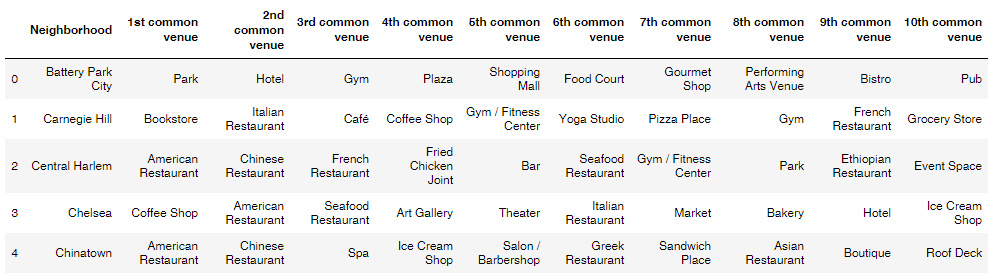 Neighborhood 1st common venue 2nd common venue 3rd common venue 4th common venue 5th common venue 6th common venue 7th common venue 8th common venue 9th common venue 10th common venue
0 Battery Park City Park Hotel Gym Plaza Shopping Mall Food Court Gourmet Shop Performing Arts Venue Bistro Pub
1 Carnegie Hill Bookstore Italian Restaurant Café Coffee Shop Gym / Fitness Center Yoga Studio Pizza Place Gym French Restaurant Grocery Store
2 Central Harlem American Restaurant Chinese Restaurant French Restaurant Fried Chicken Joint Bar Seafood Restaurant Gym / Fitness Center Park Ethiopian Restaurant Event Space
3 Chelsea Coffee Shop American Restaurant Seafood Restaurant Art Gallery Theater Italian Restaurant Market Bakery Hotel Ice Cream Shop
4 Chinatown American Restaurant Chinese Restaurant Spa Ice Cream Shop Salon / Barbershop Greek Restaurant Sandwich Place Asian Restaurant Boutique Roof Deck